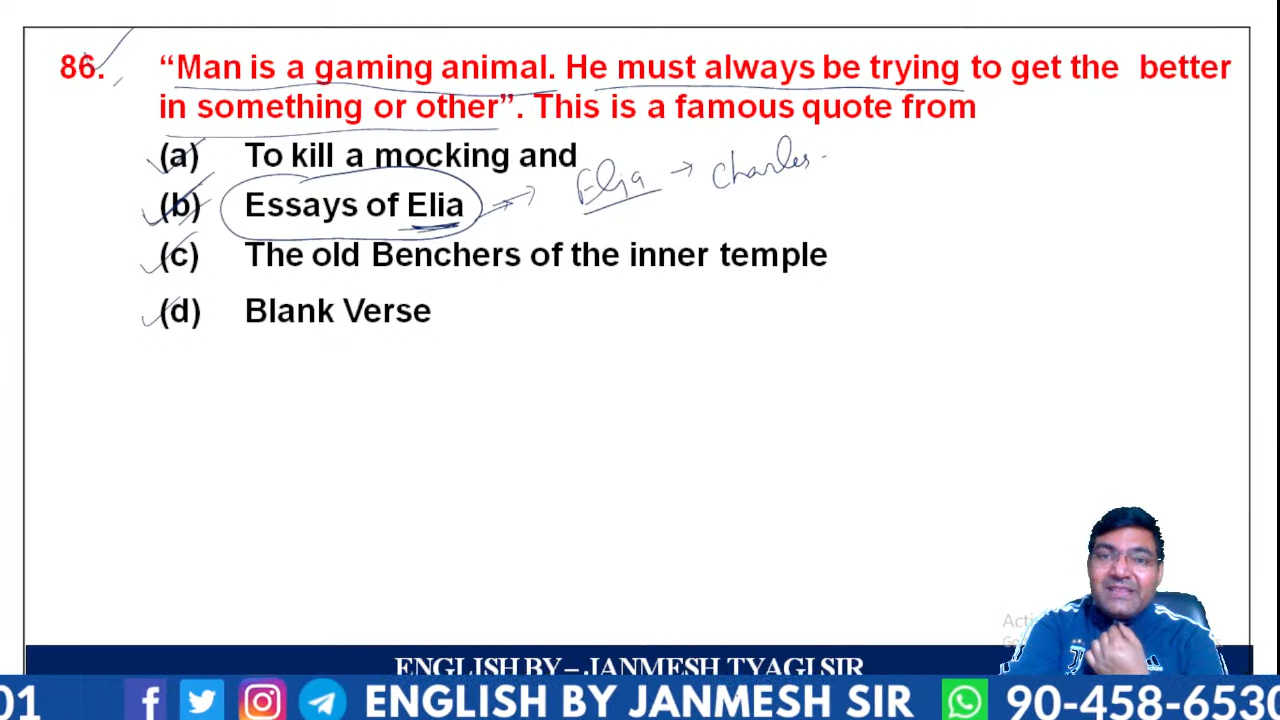 86. “Man is a gaming animal. He must always be trying to get the better
in something or other”. This is a famous quote from
(a) To kill a mocking and
(b) Essays of Elia
Elia → Charles
(c) The old Benchers of the inner temple
(d) Blank Verse
ENGLISH BY – JANMESH TYAGI SIR
01 ENGLISH BY JANMESH SIR 90-458-6530